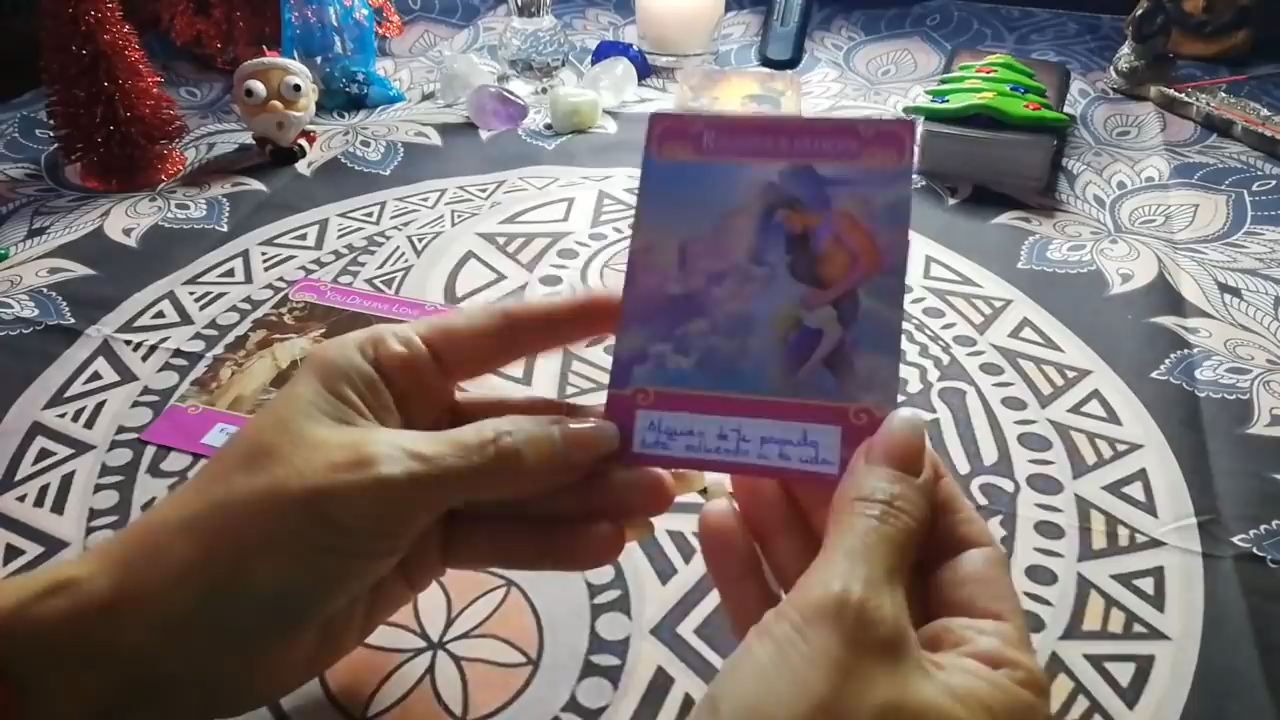 YOU DESERVE LOVE
Alguien de tu pasado
está volviendo a tu vida